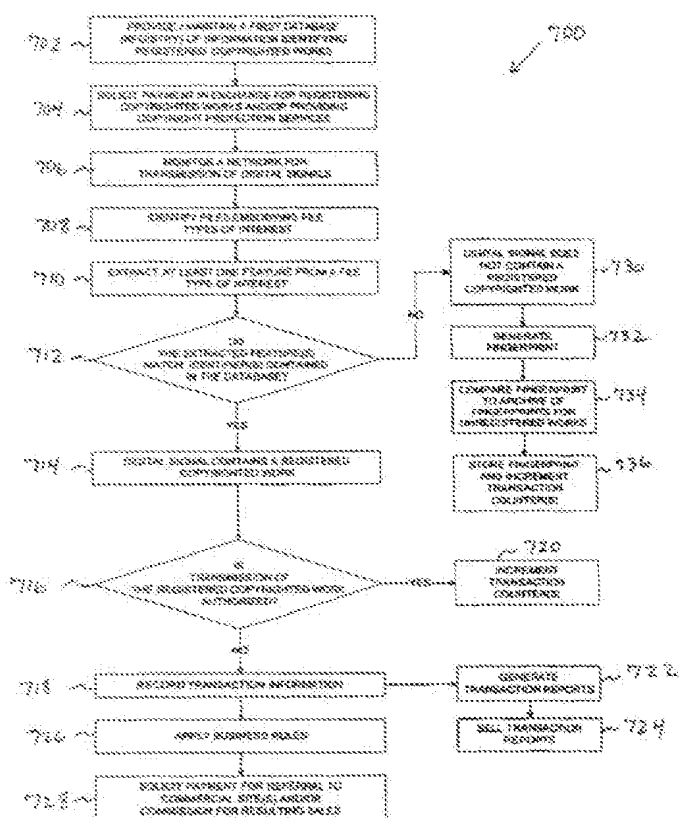 700
702
PROVIDE / MAINTAIN A FIRST DATABASE
(REGISTRY) OF INFORMATION IDENTIFYING
REGISTERED COPYRIGHTED WORKS
704
SOLICIT PAYMENT IN EXCHANGE FOR REGISTERING
COPYRIGHTED WORKS AND/OR PROVIDING
COPYRIGHT PROTECTION SERVICES
706
MONITOR A NETWORK FOR
TRANSMISSION OF DIGITAL SIGNALS
708
IDENTIFY FILES EMBODYING FILE
TYPES OF INTEREST
710
EXTRACT AT LEAST ONE FEATURE FROM A FILE
TYPE OF INTEREST
712
DO
THE EXTRACTED FEATURE(S)
MATCH IDENTIFIERS CONTAINED
IN THE DATABASE?
NO
YES
730
DIGITAL SIGNAL DOES
NOT CONTAIN A
REGISTERED
COPYRIGHTED WORK
732
GENERATE
FINGERPRINT
734
COMPARE FINGERPRINT
TO ARCHIVE OF
FINGERPRINTS FOR
UNREGISTERED WORKS
736
STORE FINGERPRINT
AND INCREMENT
TRANSACTION
COUNTER(S)
714
DIGITAL SIGNAL CONTAINS A REGISTERED
COPYRIGHTED WORK
716
IS
TRANSMISSION OF
THE REGISTERED COPYRIGHTED WORK
AUTHORIZED?
YES
720
INCREMENT
TRANSACTION
COUNTER(S)
NO
718
RECORD TRANSACTION INFORMATION
722
GENERATE
TRANSACTION REPORTS
724
SELL TRANSACTION
REPORTS
726
APPLY BUSINESS RULES
728
SOLICIT PAYMENT FOR REFERRAL TO
COMMERCIAL SITE(S) AND/OR
COMMISSION FOR RESULTING SALES